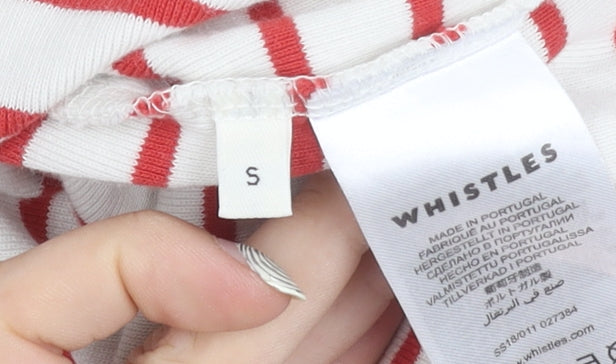 S
WHISTLES
MADE IN PORTUGAL
FABRIQUÉ AU PORTUGAL
HERGESTELLT IN PORTUGAL
СДЕЛАНО В ПОРТУГАЛИИ
HECHO EN PORTUGAL
VALMISTETTU PORTUGALISSA
TILLVERKAD I PORTUGAL
葡萄牙制造
ポルトガル製
صنع في البرتغال
SS18/011 027384
www.whistles.com